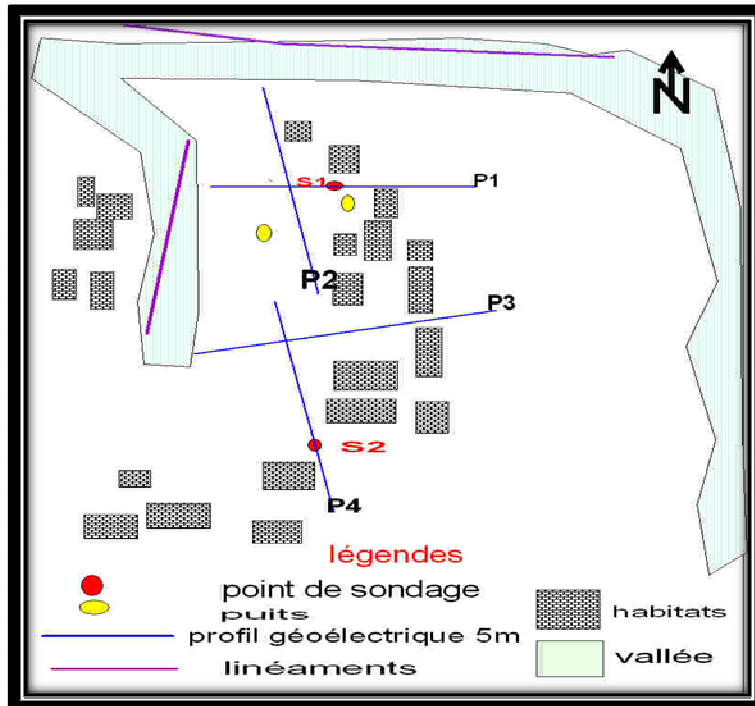 N
S1
P1
P2
P3
S2
P4
légendes
point de sondage
puits
profil géoélectrique 5m
linéaments
habitats
vallée